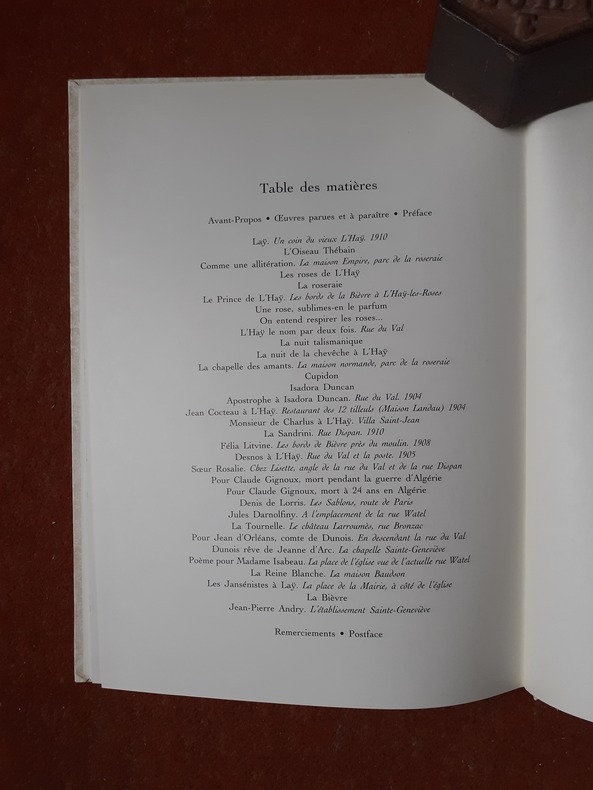 Table des matières
Avant-Propos • Œuvres parues et à paraître • Préface
Laÿ. Un coin du vieux L'Haÿ. 1910
L'Oiseau Thébain
Comme une allitération. La maison Empire, parc de la roseraie
Les roses de L'Haÿ
La roseraie
Le Prince de L'Haÿ. Les bords de la Bièvre à L'Haÿ-les-Roses
Une rose, sublimes-en le parfum
On entend respirer les roses...
L'Haÿ le nom par deux fois. Rue du Val
La nuit talismanique
La nuit de la chevêche à L'Haÿ
La chapelle des amants. La maison normande, parc de la roseraie
Cupidon
Isadora Duncan
Apostrophe à Isadora Duncan. Rue du Val. 1904
Jean Cocteau à L'Haÿ. Restaurant des 12 tilleuls (Maison Landau) 1904
Monsieur de Charlus à L'Haÿ. Villa Saint-Jean
La Sandrini. Rue Dispan. 1910
Félia Litvine. Les bords de Bièvre près du moulin. 1908
Desnos à L'Haÿ. Rue du Val et la poste. 1905
Sœur Rosalie. Chez Lisette, angle de la rue du Val et de la rue Dispan
Pour Claude Gignoux, mort pendant la guerre d'Algérie
Pour Claude Gignoux, mort à 24 ans en Algérie
Denis de Lorris. Les Sablons, route de Paris
Jules Darnolfiny. A l'emplacement de la rue Watel
La Tournelle. Le château Larroumès, rue Bronzac
Pour Jean d'Orléans, comte de Dunois. En descendant la rue du Val
Dunois rêve de Jeanne d'Arc. La chapelle Sainte-Geneviève
Poème pour Madame Isabeau. La place de l'église vue de l'actuelle rue Watel
La Reine Blanche. La maison Baudson
Les Jansénistes à Laÿ. La place de la Mairie, à côté de l'église
La Bièvre
Jean-Pierre Andry. L'établissement Sainte-Geneviève
Remerciements • Postface